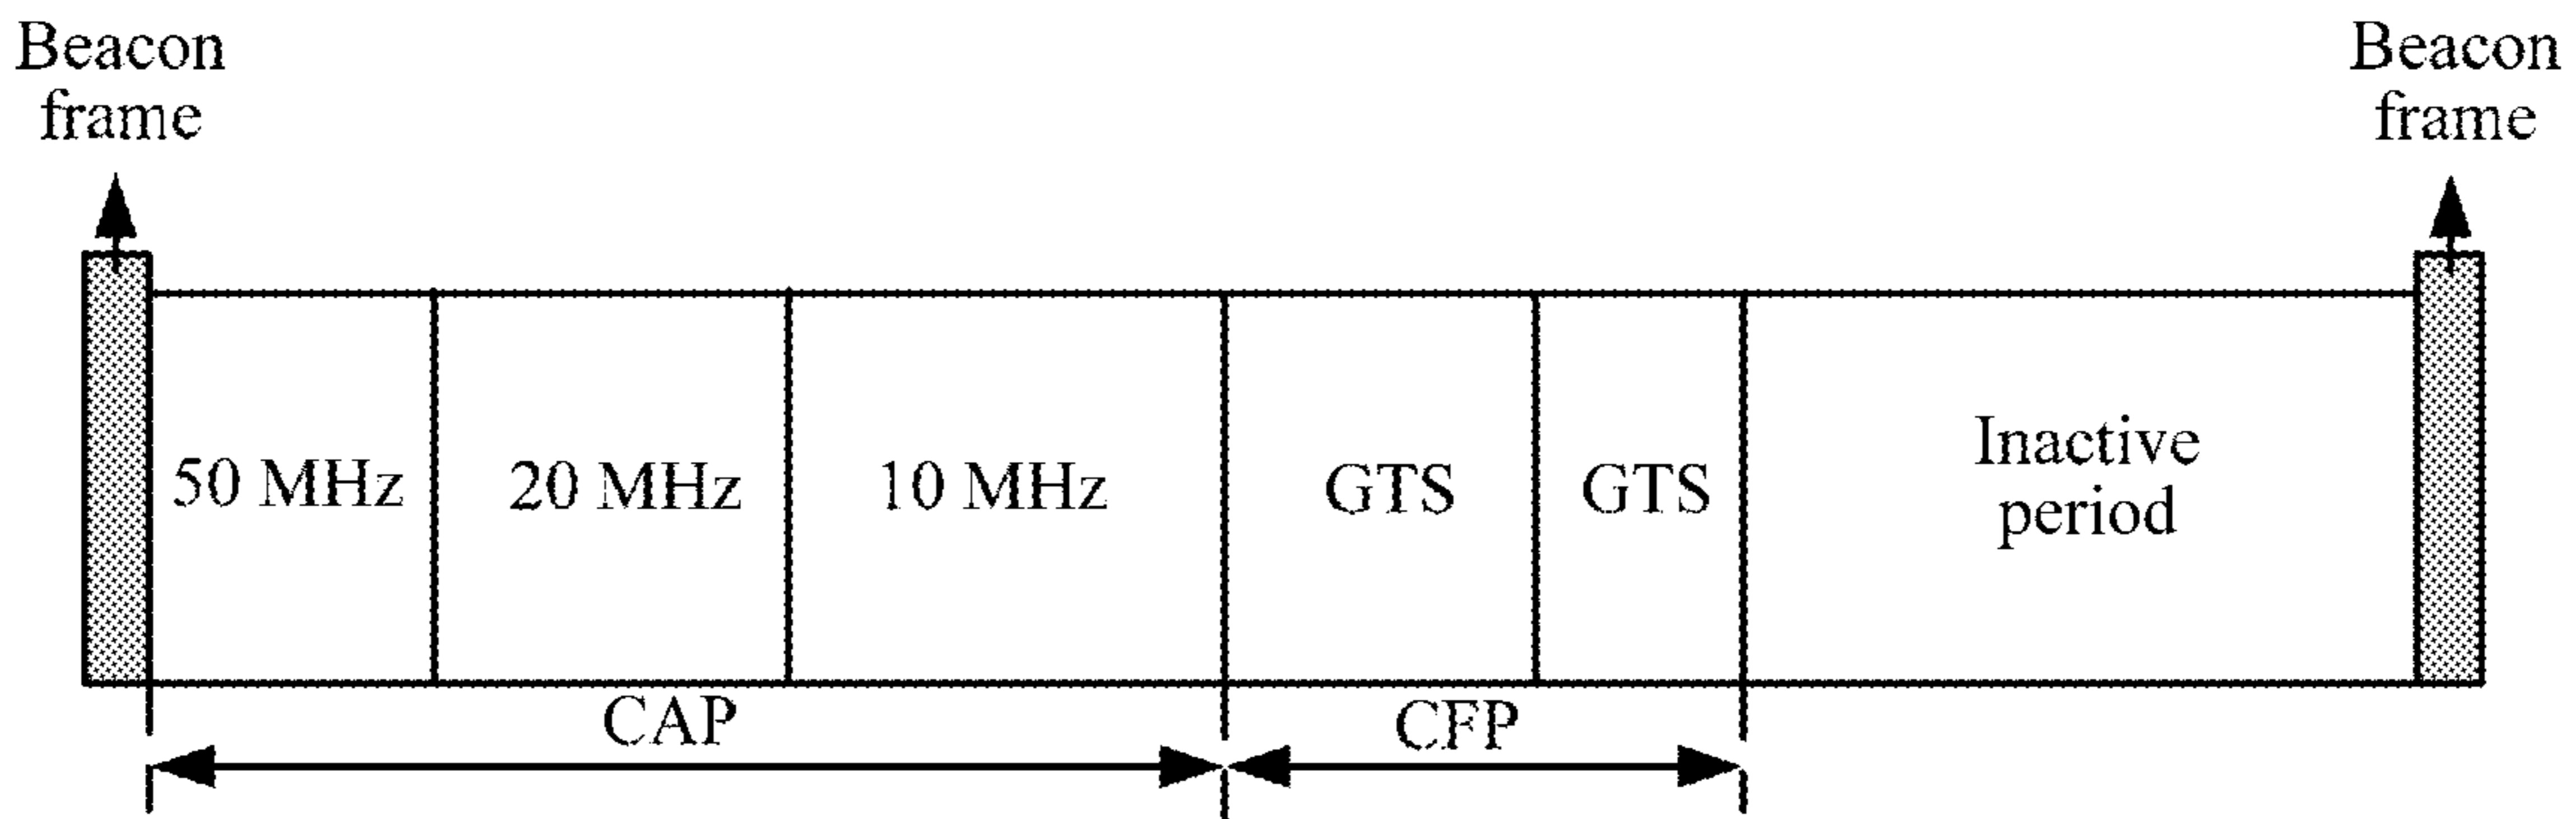 Beacon
frame
Beacon
frame
50 MHz
20 MHz
10 MHz
GTS
GTS
Inactive
period
CAP
CFP